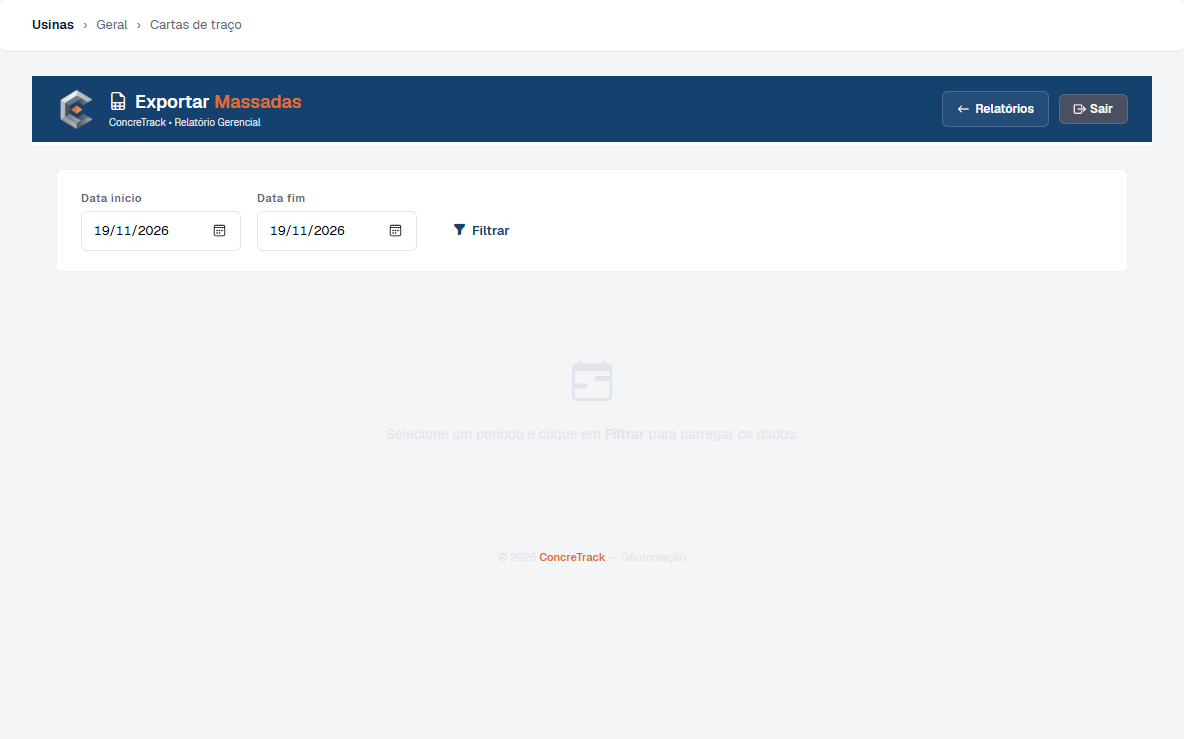 Usinas › Geral › Cartas de traço
Exportar Massadas
ConcreTrack • Relatório Gerencial
← Relatórios
Sair
Data início
Data fim
19/11/2026
19/11/2026
Filtrar
Selecione um período e clique em Filtrar para carregar os dados.
© 2026 ConcreTrack — DAutomação